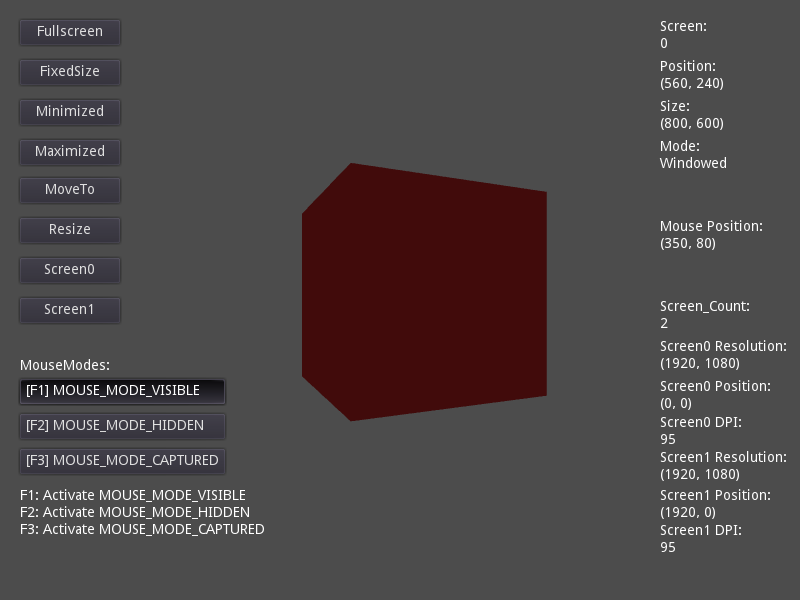 Fullscreen
FixedSize
Minimized
Maximized
MoveTo
Resize
Screen0
Screen1
MouseModes:
[F1] MOUSE_MODE_VISIBLE
[F2] MOUSE_MODE_HIDDEN
[F3] MOUSE_MODE_CAPTURED
F1: Activate MOUSE_MODE_VISIBLE
F2: Activate MOUSE_MODE_HIDDEN
F3: Activate MOUSE_MODE_CAPTURED
Screen:
0
Position:
(560, 240)
Size:
(800, 600)
Mode:
Windowed
Mouse Position:
(350, 80)
Screen_Count:
2
Screen0 Resolution:
(1920, 1080)
Screen0 Position:
(0, 0)
Screen0 DPI:
95
Screen1 Resolution:
(1920, 1080)
Screen1 Position:
(1920, 0)
Screen1 DPI:
95